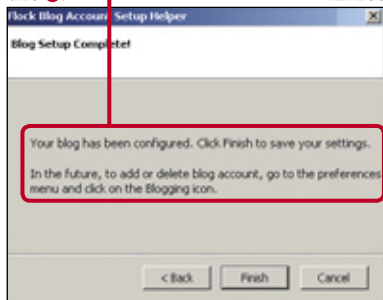 Flock Blog Account Setup Helper
Blog Setup Complete!
Your blog has been configured. Click Finish to save your settings.
In the future, to add or delete blog account, go to the preferences
menu and click on the Blogging icon.
< Back Finish Cancel